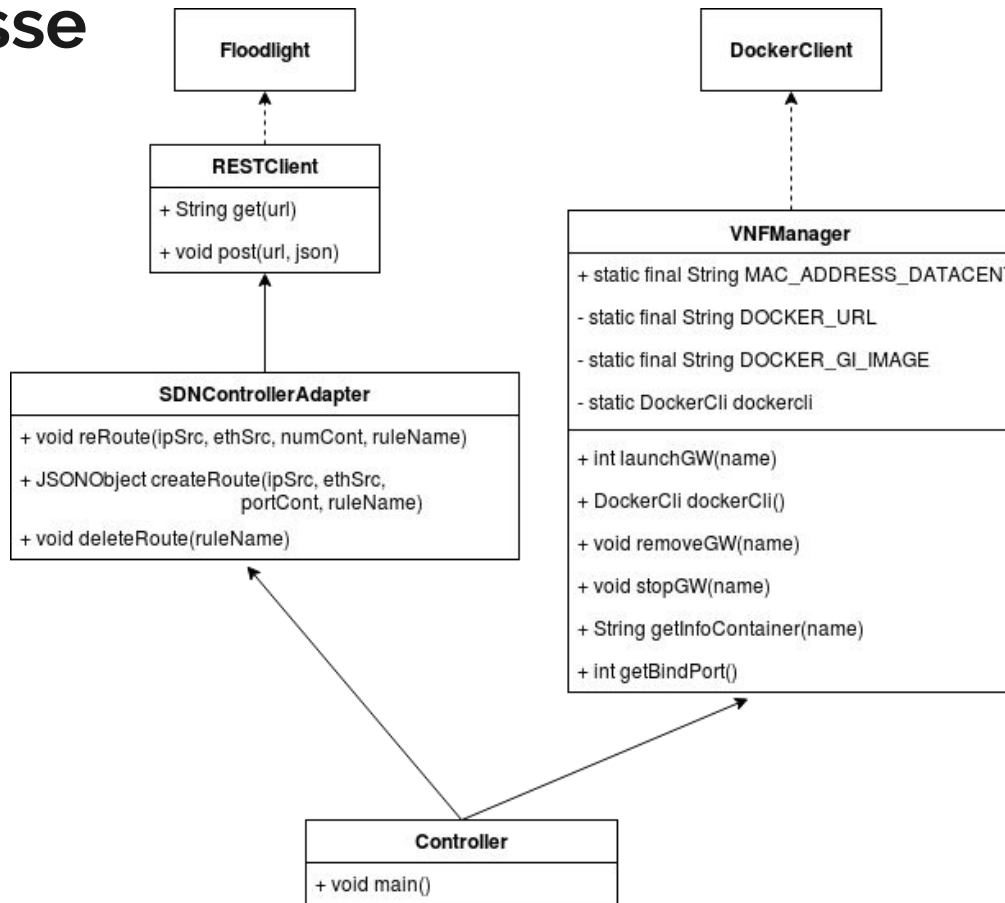 sse
Floodlight
DockerClient
RESTClient
+ String get(url)
+ void post(url, json)
VNFManager
+ static final String MAC_ADDRESS_DATACENT
- static final String DOCKER_URL
- static final String DOCKER_GI_IMAGE
- static DockerCli dockercli
+ int launchGW(name)
+ DockerCli dockerCli()
+ void removeGW(name)
+ void stopGW(name)
+ String getInfoContainer(name)
+ int getBindPort()
SDNControllerAdapter
+ void reRoute(ipSrc, ethSrc, numCont, ruleName)
+ JSONObject createRoute(ipSrc, ethSrc,
portCont, ruleName)
+ void deleteRoute(ruleName)
Controller
+ void main()